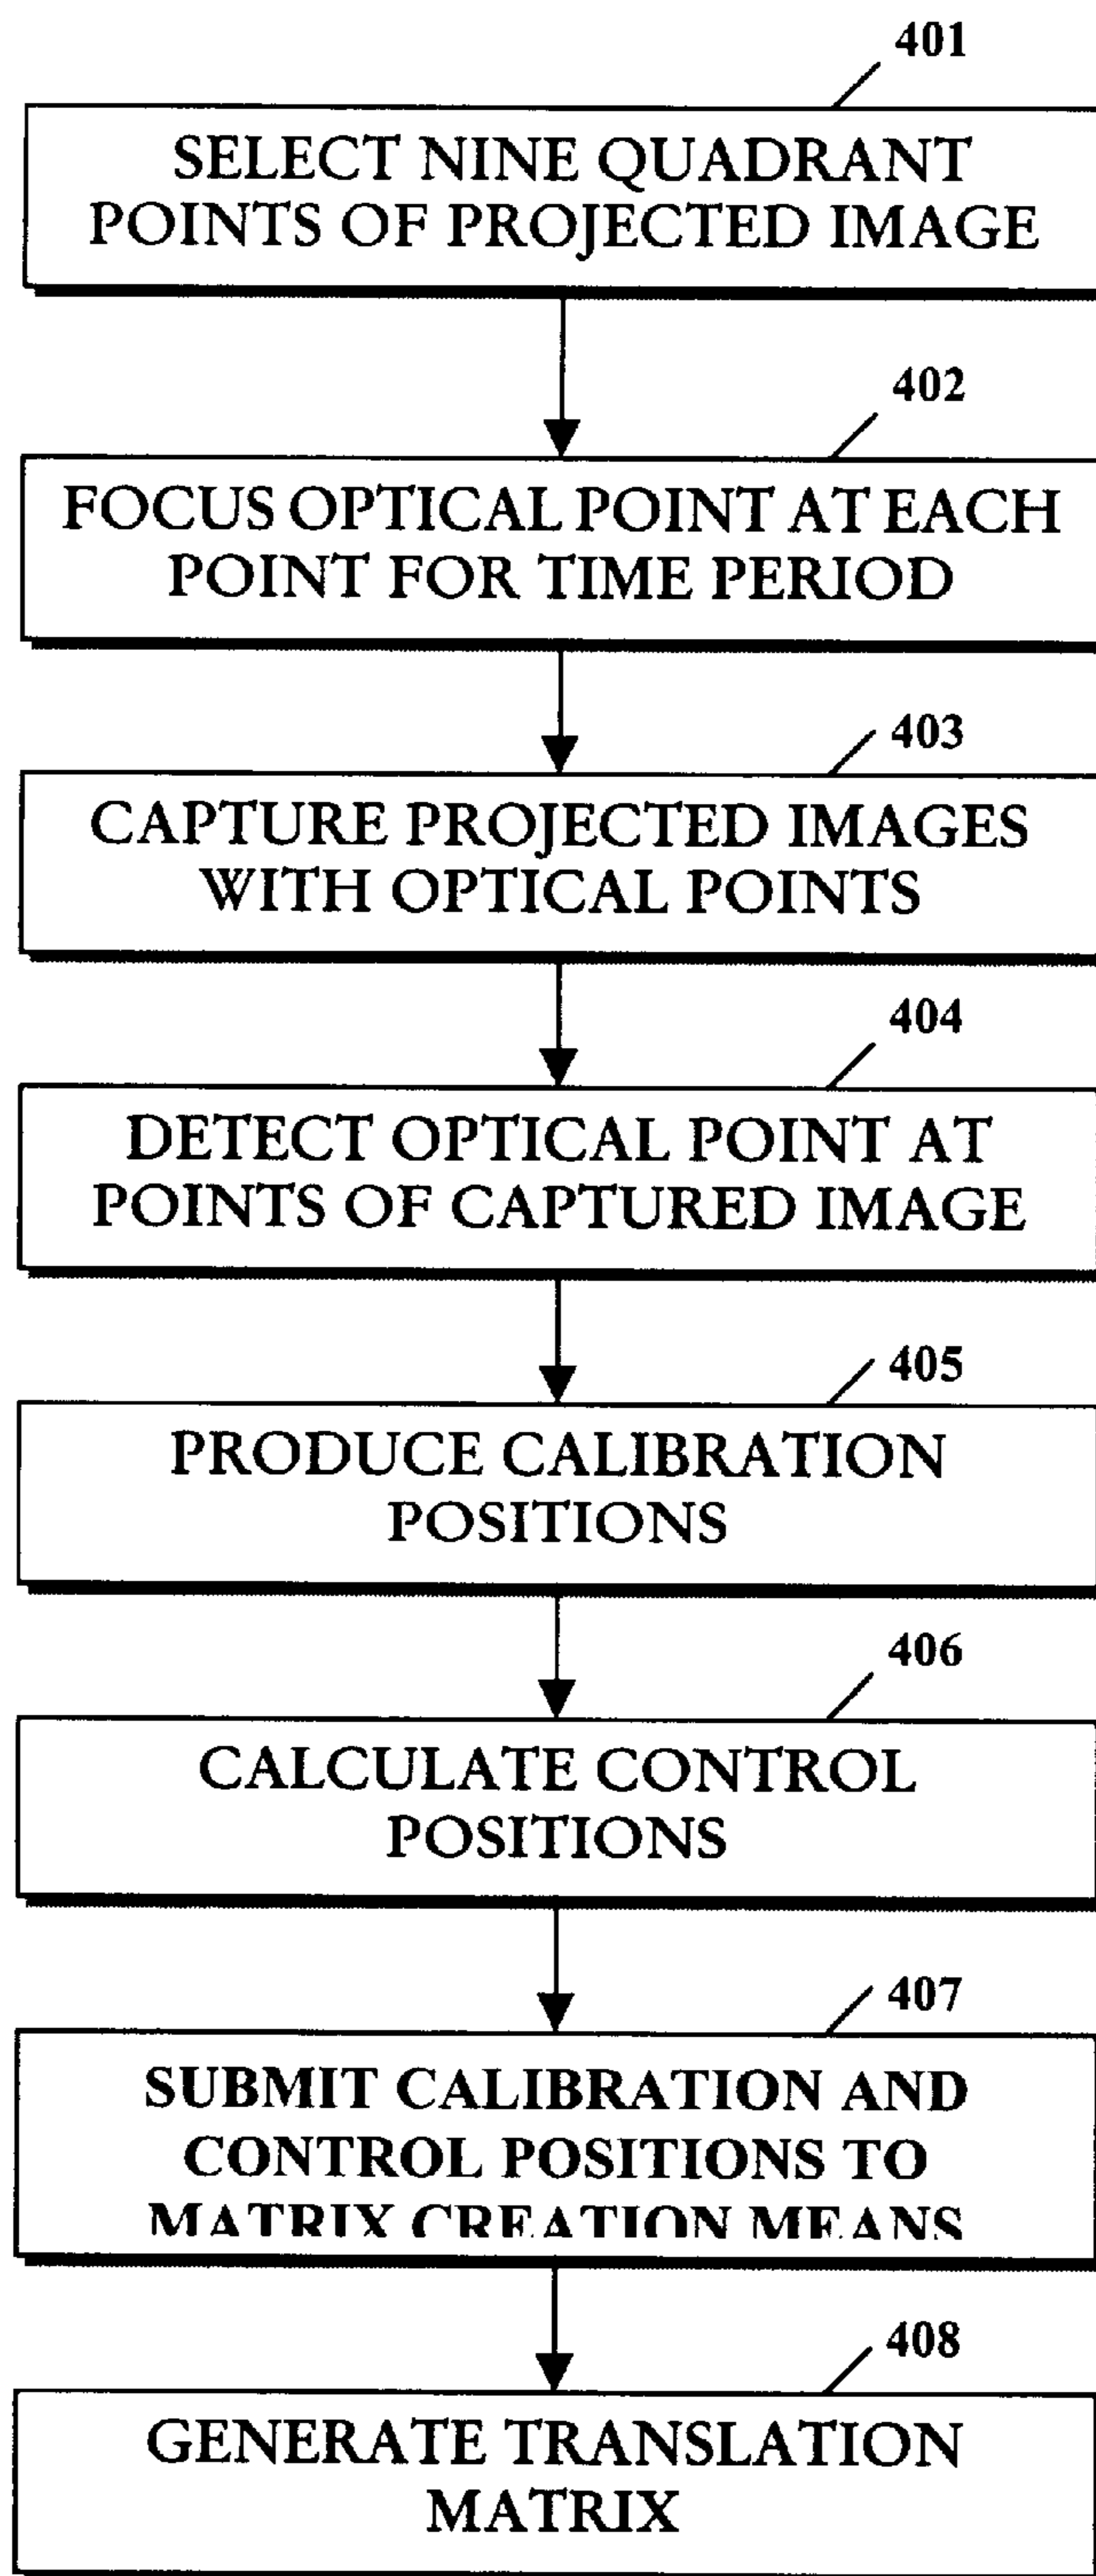 401
SELECT NINE QUADRANT
POINTS OF PROJECTED IMAGE
402
FOCUS OPTICAL POINT AT EACH
POINT FOR TIME PERIOD
403
CAPTURE PROJECTED IMAGES
WITH OPTICAL POINTS
404
DETECT OPTICAL POINT AT
POINTS OF CAPTURED IMAGE
405
PRODUCE CALIBRATION
POSITIONS
406
CALCULATE CONTROL
POSITIONS
407
SUBMIT CALIBRATION AND
CONTROL POSITIONS TO
MATRIX CREATION MEANS
408
GENERATE TRANSLATION
MATRIX